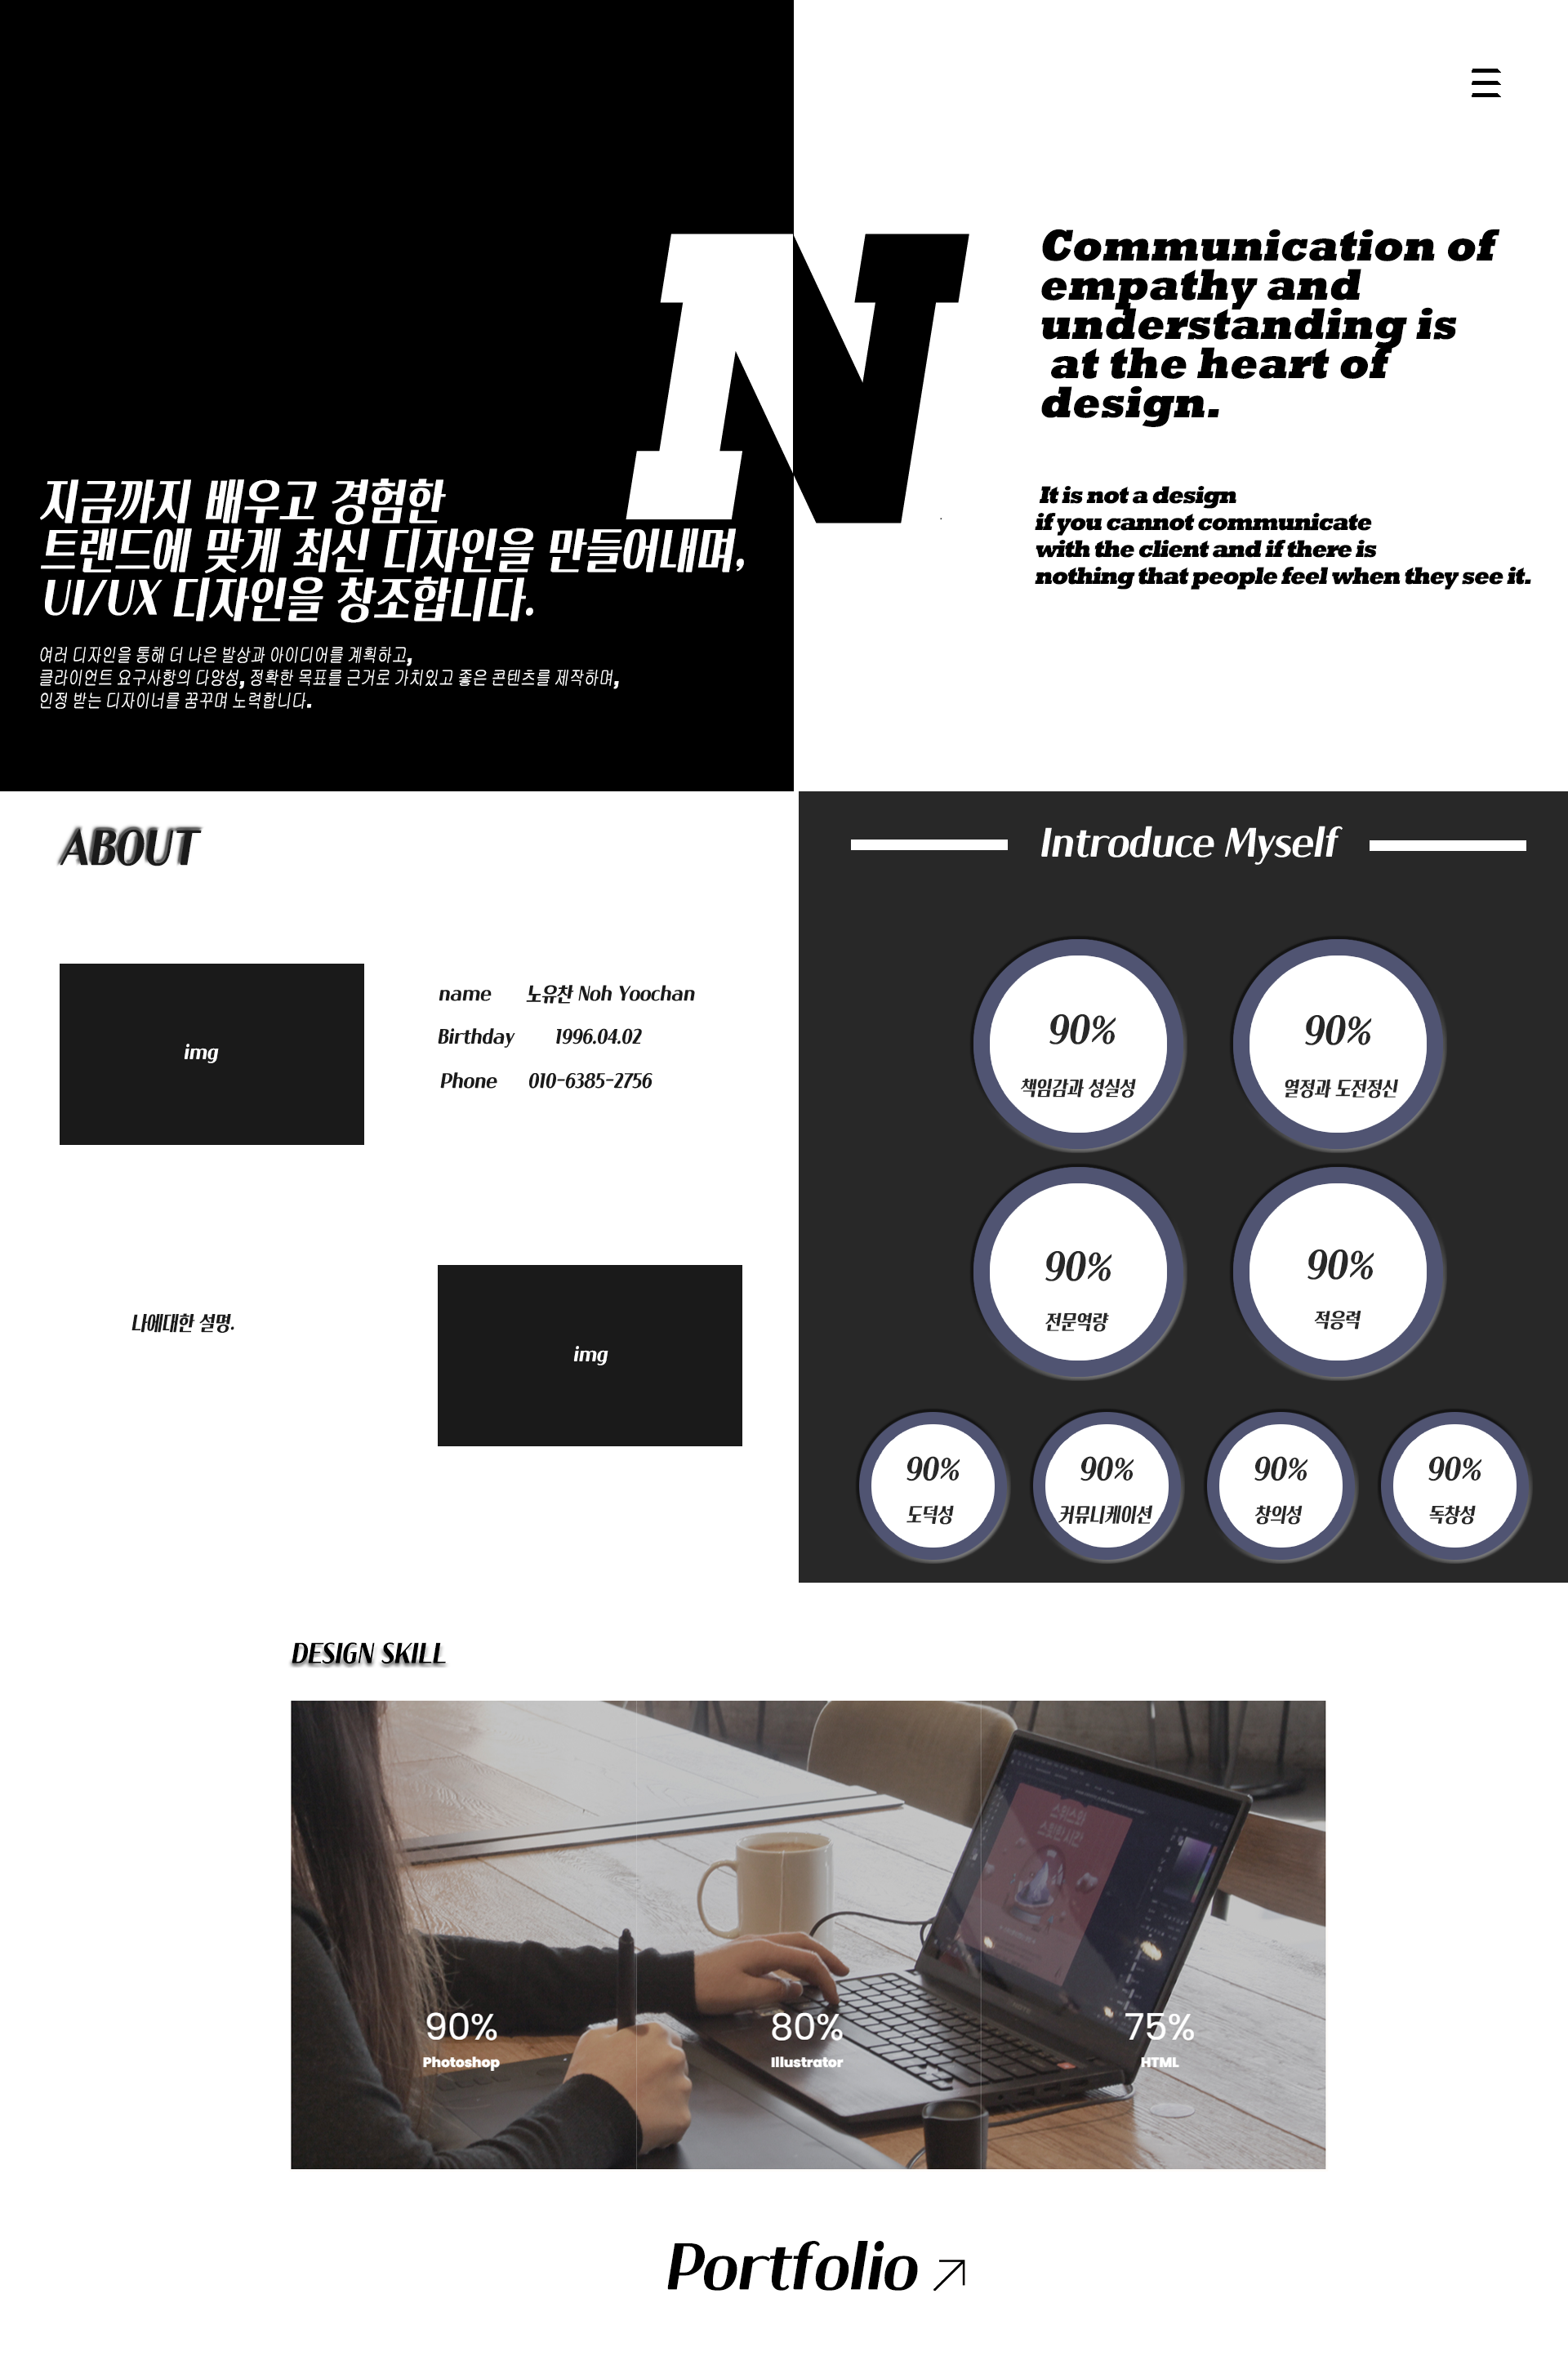 N
Communication of
empathy and
understanding is
at the heart of
design.
It is not a design
if you cannot communicate
with the client and if there is
nothing that people feel when they see it.
지금까지 배우고 경험한
트랜드에 맞게 최신 디자인을 만들어내며,
UI/UX 디자인을 창조합니다.
여러 디자인을 통해 더 나은 발상과 아이디어를 계획하고,
클라이언트 요구사항의 다양성, 정확한 목표를 근거로 가치있고 좋은 콘텐츠를 제작하며,
인정 받는 디자이너를 꿈꾸며 노력합니다.
ABOUT
img
name 노유찬 Noh Yoochan
Birthday 1996.04.02
Phone 010-6385-2756
나에대한 설명.
img
Introduce Myself
90%
책임감과 성실성
90%
열정과 도전정신
90%
전문역량
90%
적응력
90%
도덕성
90%
커뮤니케이션
90%
창의성
90%
독창성
DESIGN SKILL
90%
Photoshop
80%
Illustrator
75%
HTML
Portfolio